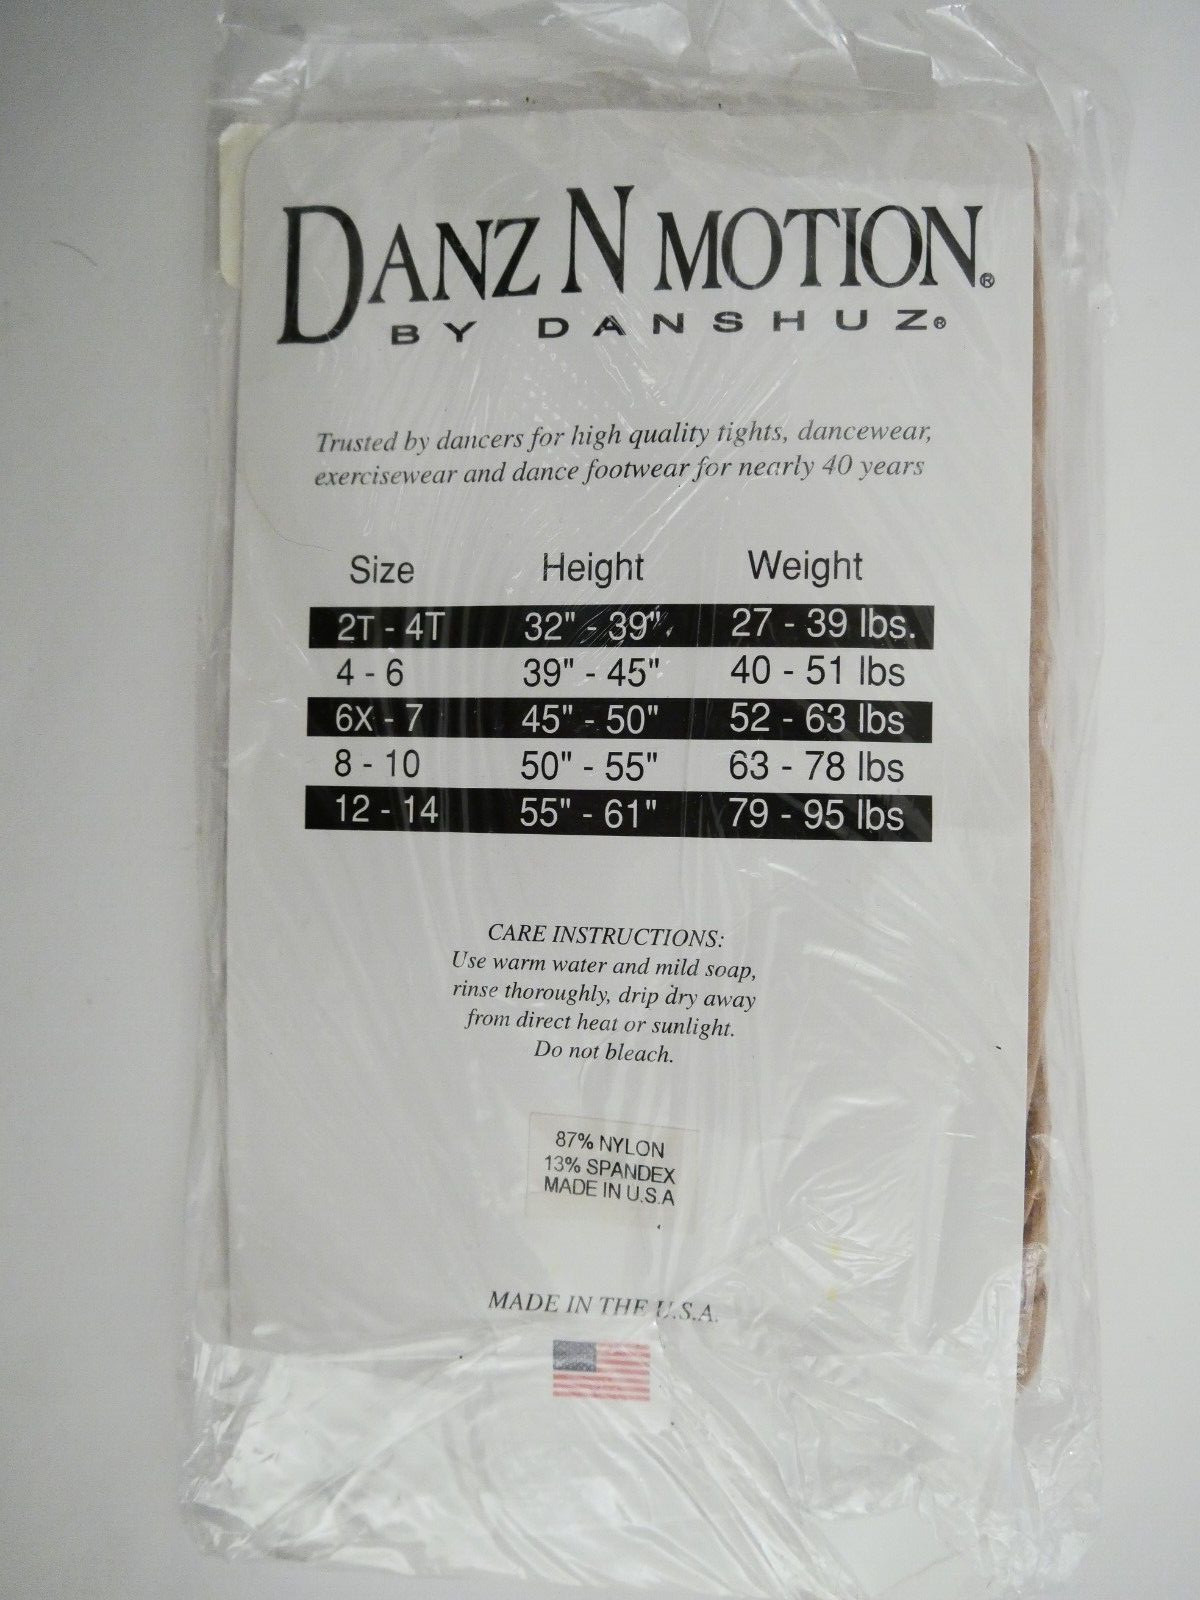 DANZ N MOTION®
BY DANSHUZ®
Trusted by dancers for high quality tights, dancewear,
exercisewear and dance footwear for nearly 40 years
Size Height Weight
2T - 4T 32" - 39" 27 - 39 lbs.
4 - 6 39" - 45" 40 - 51 lbs
6X - 7 45" - 50" 52 - 63 lbs
8 - 10 50" - 55" 63 - 78 lbs
12 - 14 55" - 61" 79 - 95 lbs
CARE INSTRUCTIONS:
Use warm water and mild soap,
rinse thoroughly, drip dry away
from direct heat or sunlight.
Do not bleach.
87% NYLON
13% SPANDEX
MADE IN U.S.A
MADE IN THE U.S.A.